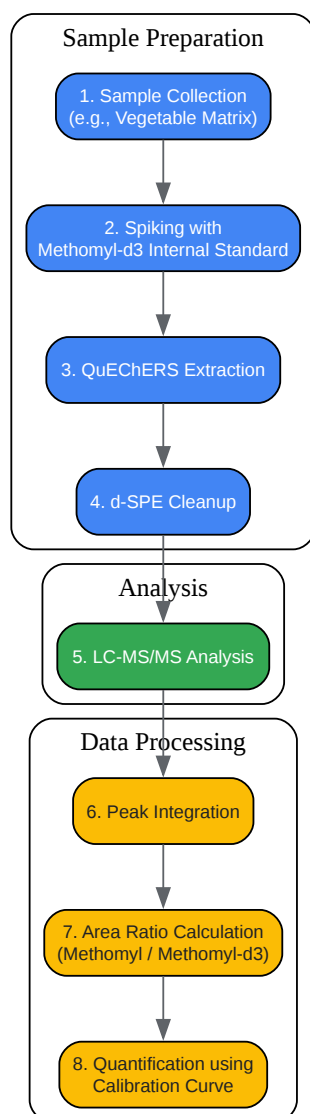 Sample Preparation
1. Sample Collection
(e.g., Vegetable Matrix)
2. Spiking with
Methomyl-d3 Internal Standard
3. QuEChERS Extraction
4. d-SPE Cleanup
Analysis
5. LC-MS/MS Analysis
Data Processing
6. Peak Integration
7. Area Ratio Calculation
(Methomyl / Methomyl-d3)
8. Quantification using
Calibration Curve